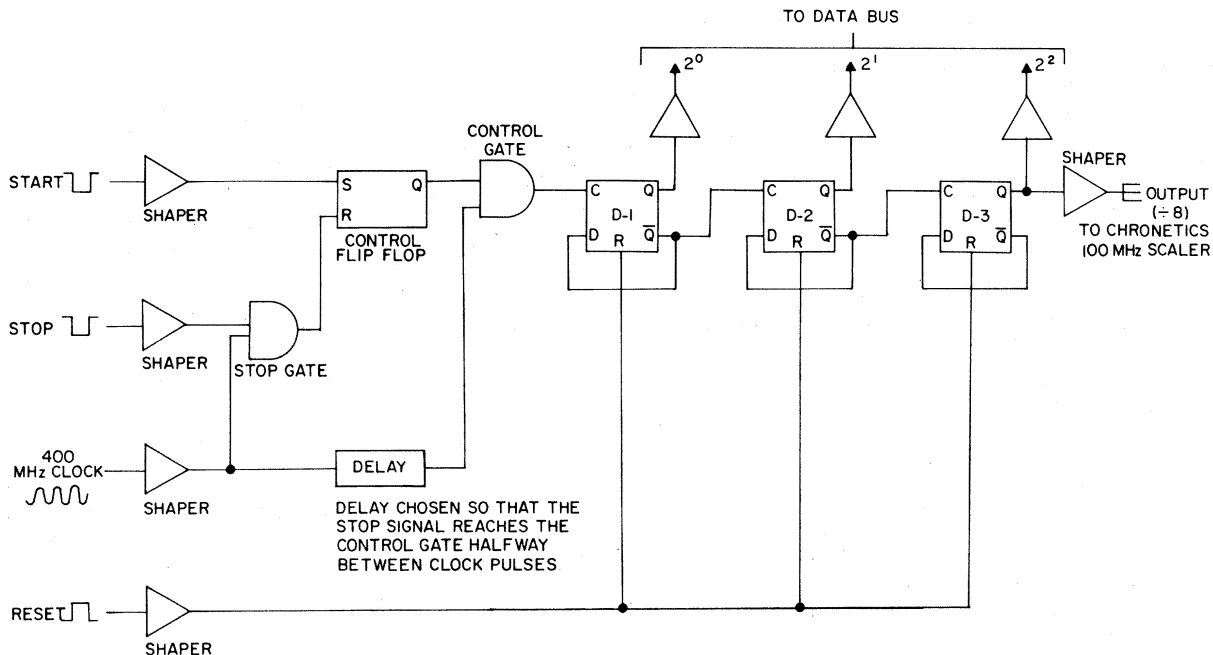 TO DATA BUS
2⁰
2¹
2²
CONTROL
GATE
START
SHAPER
S Q
R
CONTROL
FLIP FLOP
C Q
D-1
D R Q̅
C Q
D-2
D R Q̅
C Q
D-3
D R Q̅
SHAPER
OUTPUT
(÷8)
TO CHRONETICS
100 MHz SCALER
STOP
SHAPER
STOP GATE
400
MHz CLOCK
SHAPER
DELAY
DELAY CHOSEN SO THAT THE
STOP SIGNAL REACHES THE
CONTROL GATE HALFWAY
BETWEEN CLOCK PULSES.
RESET
SHAPER